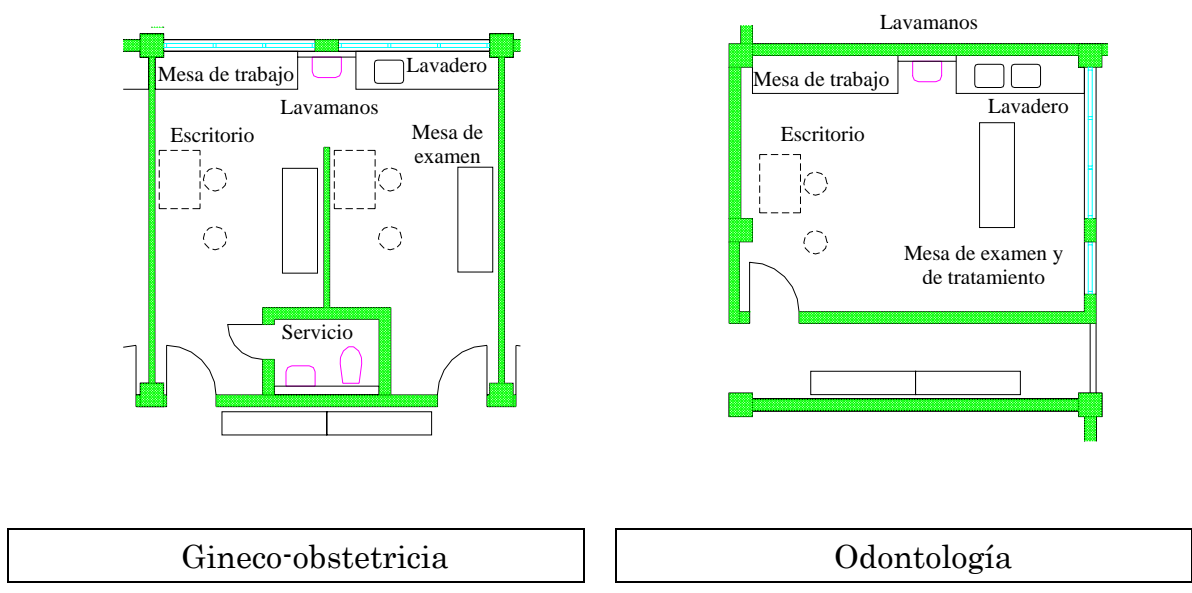 Mesa de trabajo
Lavadero
Lavamanos
Escritorio
Mesa de
examen
Servicio
Gineco-obstetricia
Lavamanos
Mesa de trabajo
Lavadero
Escritorio
Mesa de examen y
de tratamiento
Odontología